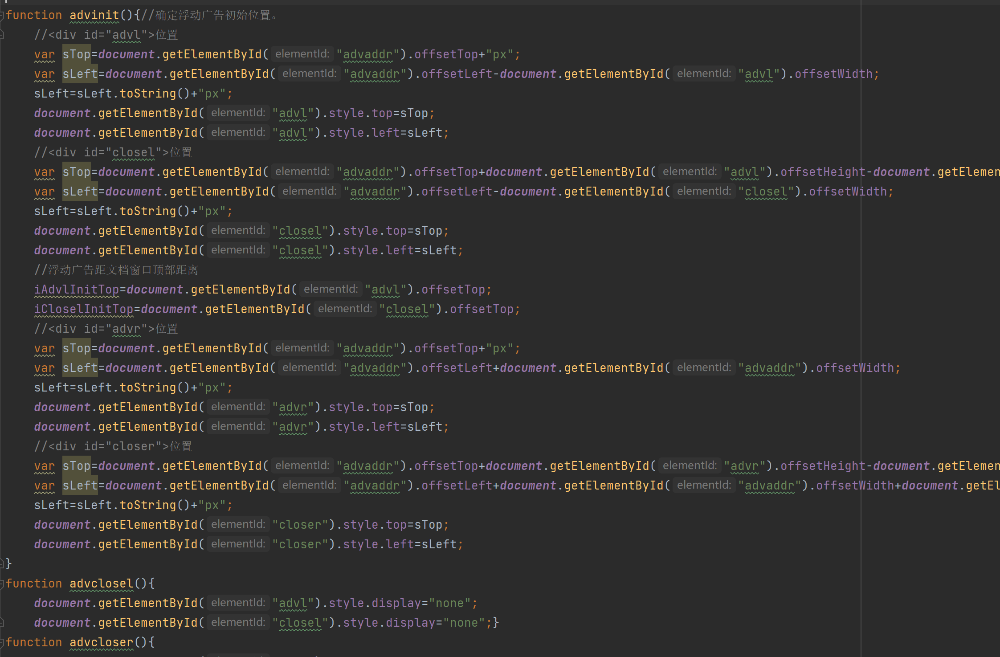 function advinit(){//确定浮动广告初始位置。
//<div id="advl">位置
var sTop=document.getElementById( elementId: "advaddr").offsetTop+"px";
var sLeft=document.getElementById( elementId: "advaddr").offsetLeft-document.getElementById( elementId: "advl").offsetWidth;
sLeft=sLeft.toString()+"px";
document.getElementById( elementId: "advl").style.top=sTop;
document.getElementById( elementId: "advl").style.left=sLeft;
//<div id="closel">位置
var sTop=document.getElementById( elementId: "advaddr").offsetTop+document.getElementById( elementId: "advl").offsetHeight-document.getElemen
var sLeft=document.getElementById( elementId: "advaddr").offsetLeft-document.getElementById( elementId: "closel").offsetWidth;
sLeft=sLeft.toString()+"px";
document.getElementById( elementId: "closel").style.top=sTop;
document.getElementById( elementId: "closel").style.left=sLeft;
//浮动广告距文档窗口顶部距离
iAdvlInitTop=document.getElementById( elementId: "advl").offsetTop;
iCloselInitTop=document.getElementById( elementId: "closel").offsetTop;
//<div id="advr">位置
var sTop=document.getElementById( elementId: "advaddr").offsetTop+"px";
var sLeft=document.getElementById( elementId: "advaddr").offsetLeft+document.getElementById( elementId: "advaddr").offsetWidth;
sLeft=sLeft.toString()+"px";
document.getElementById( elementId: "advr").style.top=sTop;
document.getElementById( elementId: "advr").style.left=sLeft;
//<div id="closer">位置
var sTop=document.getElementById( elementId: "advaddr").offsetTop+document.getElementById( elementId: "advr").offsetHeight-document.getElemen
var sLeft=document.getElementById( elementId: "advaddr").offsetLeft+document.getElementById( elementId: "advaddr").offsetWidth+document.getEl
sLeft=sLeft.toString()+"px";
document.getElementById( elementId: "closer").style.top=sTop;
document.getElementById( elementId: "closer").style.left=sLeft;
}
function advclosel(){
document.getElementById( elementId: "advl").style.display="none";
document.getElementById( elementId: "closel").style.display="none";}
function advcloser(){